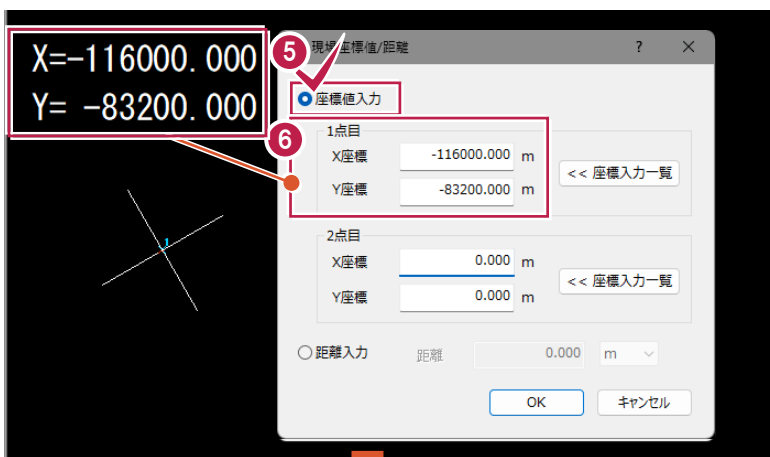 X=-116000.000
Y= -83200.000
5
現場座標値/距離
? ×
座標値入力
6
1点目
X座標 -116000.000 m
Y座標 -83200.000 m
<< 座標入力一覧
1
2点目
X座標 0.000 m
Y座標 0.000 m
<< 座標入力一覧
距離入力 距離 0.000 m
OK キャンセル